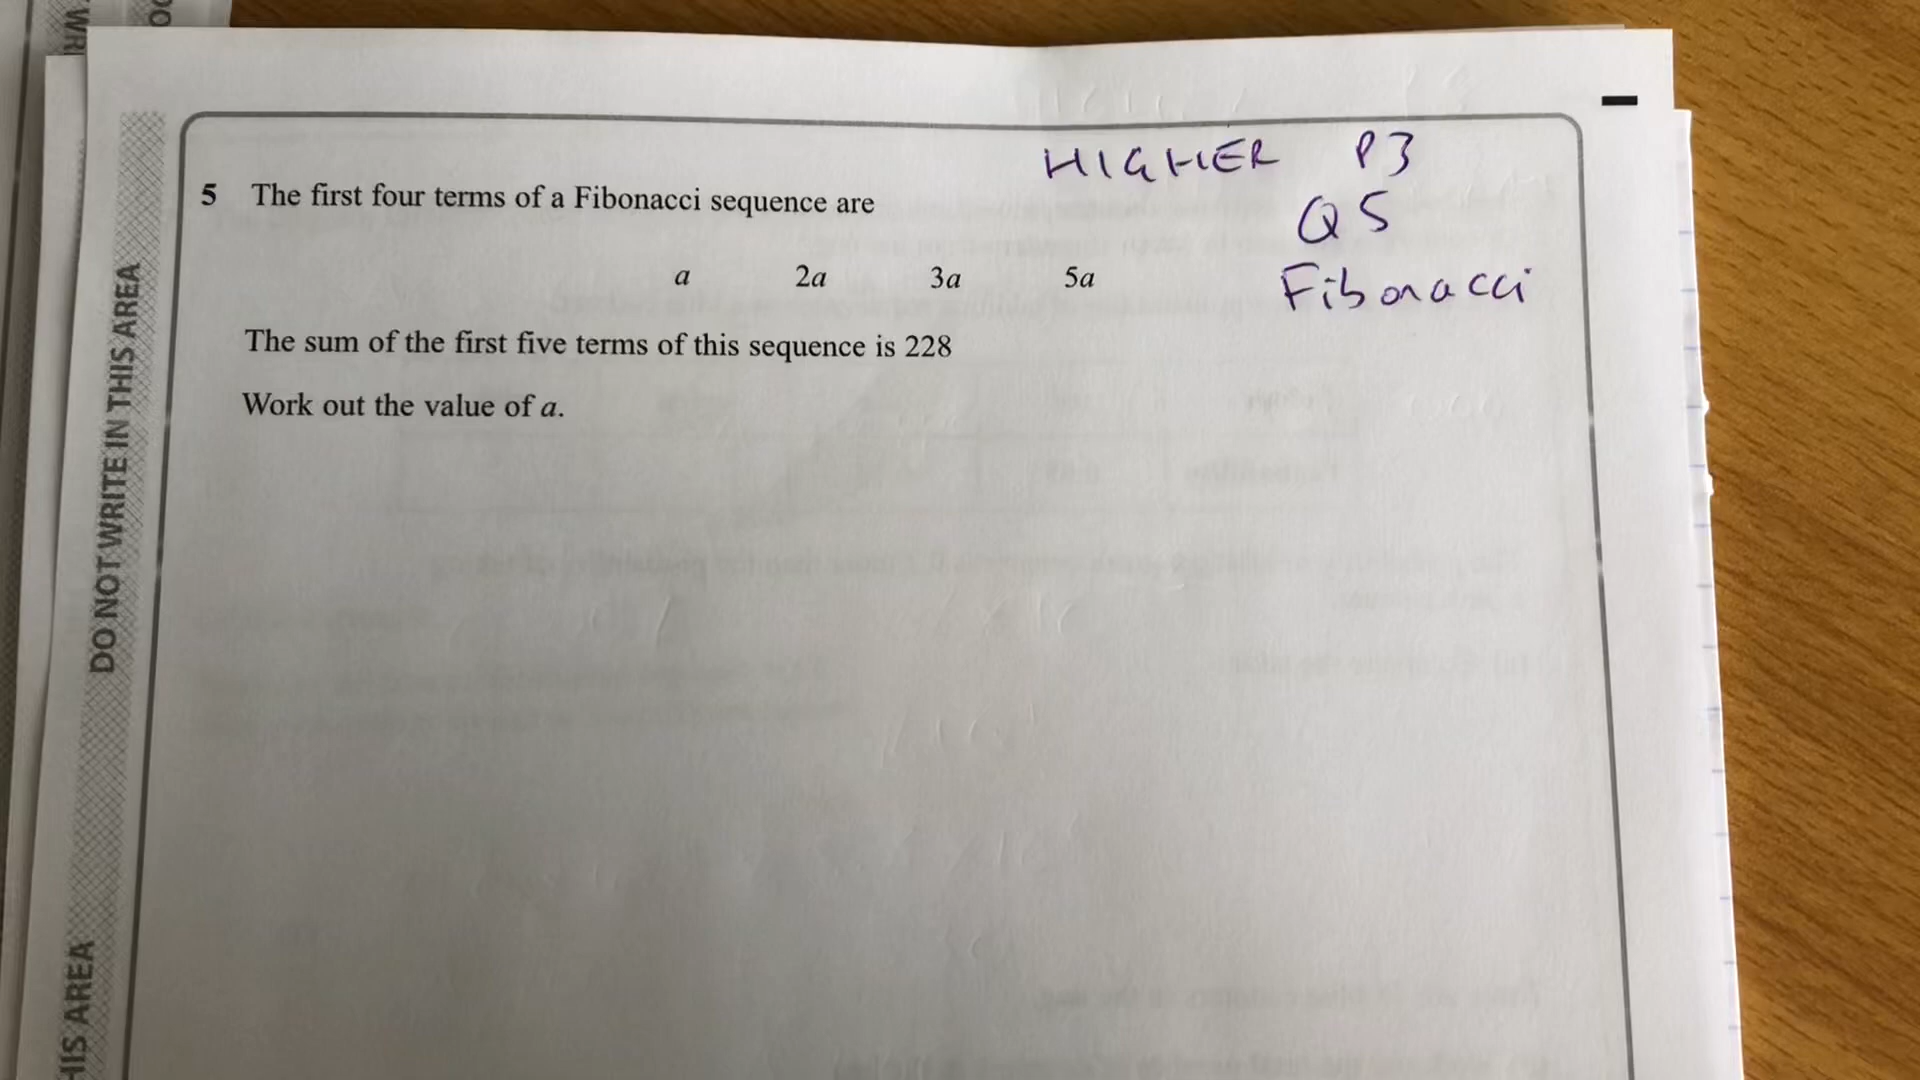 WR
DO
HIGHER P3
5 The first four terms of a Fibonacci sequence are
Q5
a 2a 3a 5a
Fibonacci
The sum of the first five terms of this sequence is 228
Work out the value of a.
DO NOT WRITE IN THIS AREA
HIS AREA